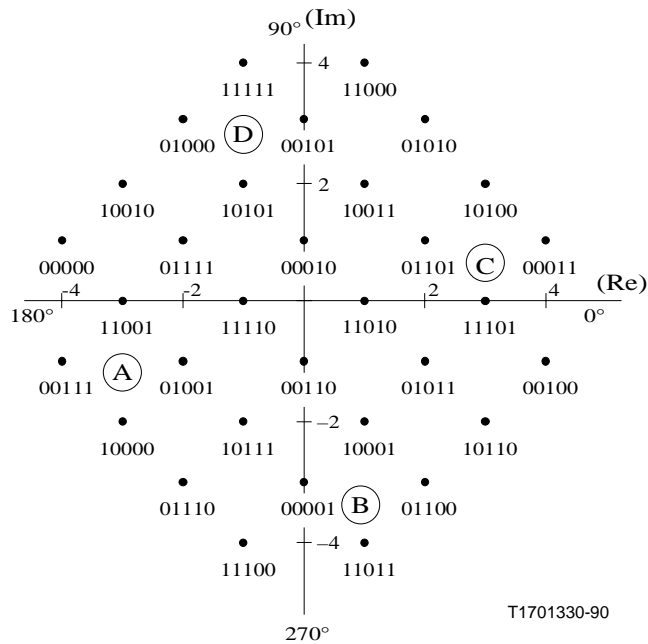 90° (Im)
4
11111 11000
D
01000 00101 01010
2
10010 10101 10011 10100
C
00000 01111 00010 01101 00011
(Re)
-4 -2 2 4
180° 0°
11001 11110 11010 11101
A
00111 01001 00110 01011 00100
–2
10000 10111 10001 10110
B
01110 00001 01100
–4
11100 11011
T1701330-90
270°